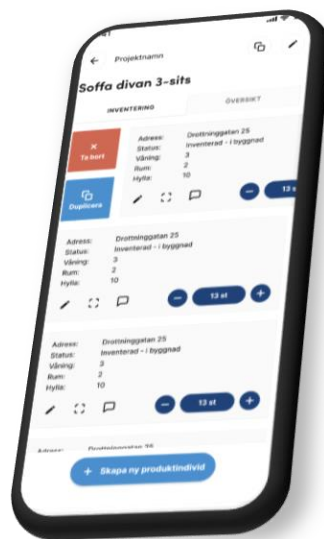 Projektnamn
Soffa divan 3-sits
INVENTERING
ÖVERSIKT
Ta bort
Duplicera
Adress: Drottninggatan 25
Status: Inventerad - i byggnad
Våning: 3
Rum: 2
Hylla: 10
13 st
Adress: Drottninggatan 25
Status: Inventerad - i byggnad
Våning: 3
Rum: 2
Hylla: 10
13 st
Adress: Drottninggatan 25
Status: Inventerad - i byggnad
Våning: 3
Rum: 2
Hylla: 10
13 st
+ Skapa ny produktindivid